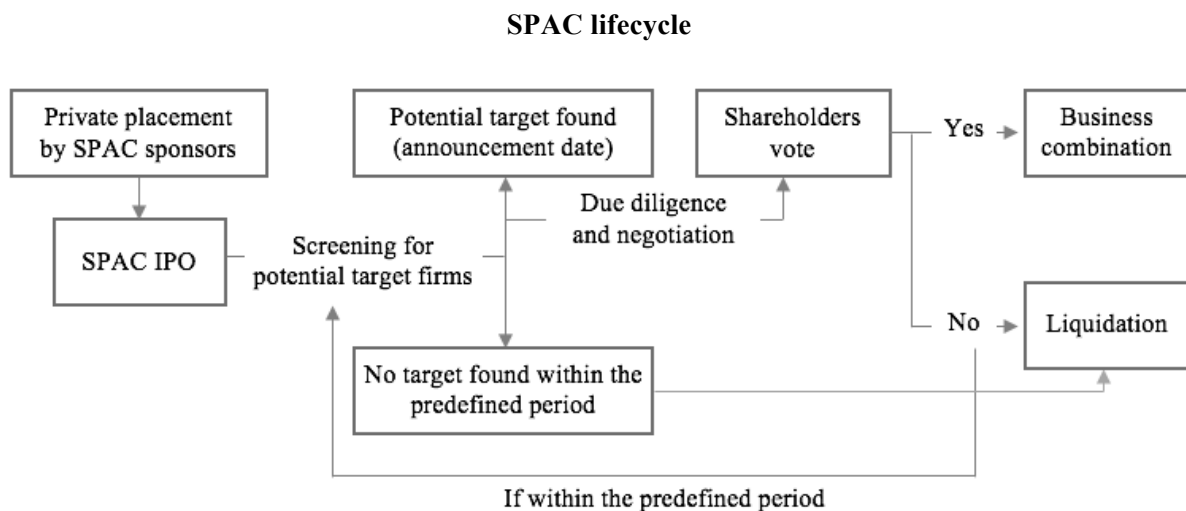 SPAC lifecycle
Private placement
by SPAC sponsors
SPAC IPO
Screening for
potential target firms
Potential target found
(announcement date)
Due diligence
and negotiation
No target found within the
predefined period
Shareholders
vote
Yes
Business
combination
No
Liquidation
If within the predefined period